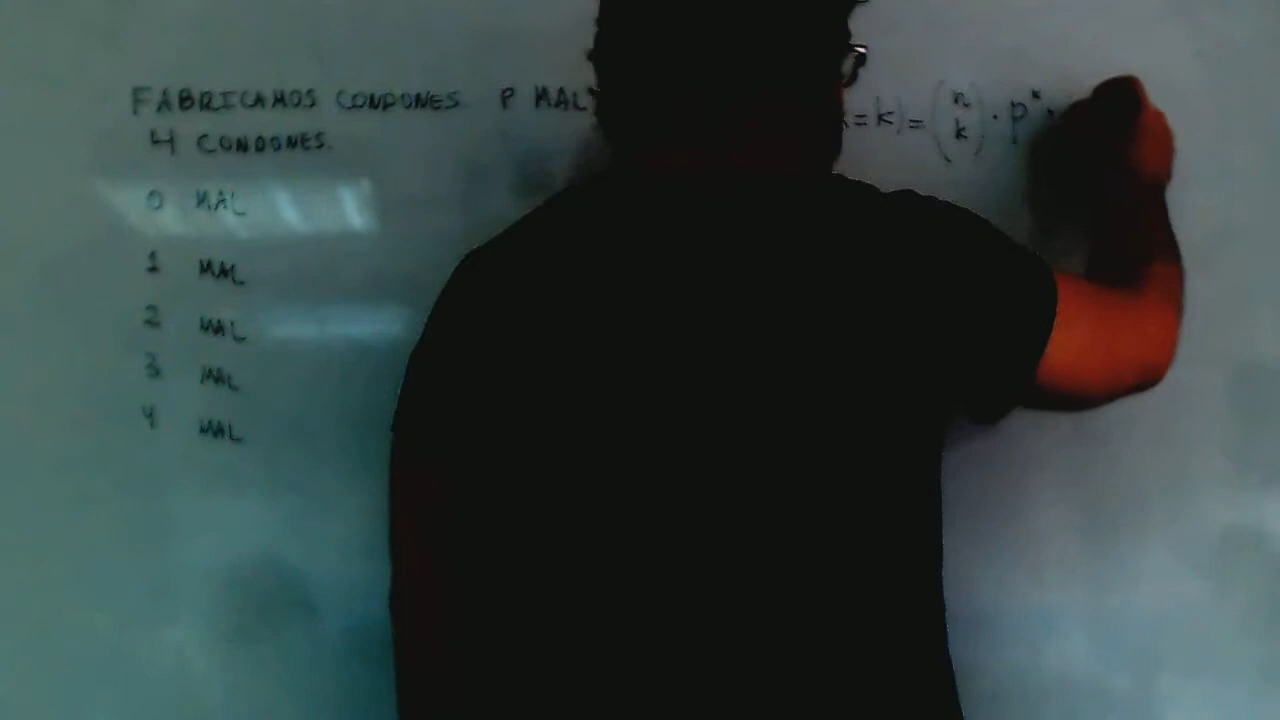 FABRICAMOS CONDONES P MAL
4 CONDONES.
0 MAL
1 MAL
2 MAL
3 MAL
4 MAL
=k)=(n k)·p^k·